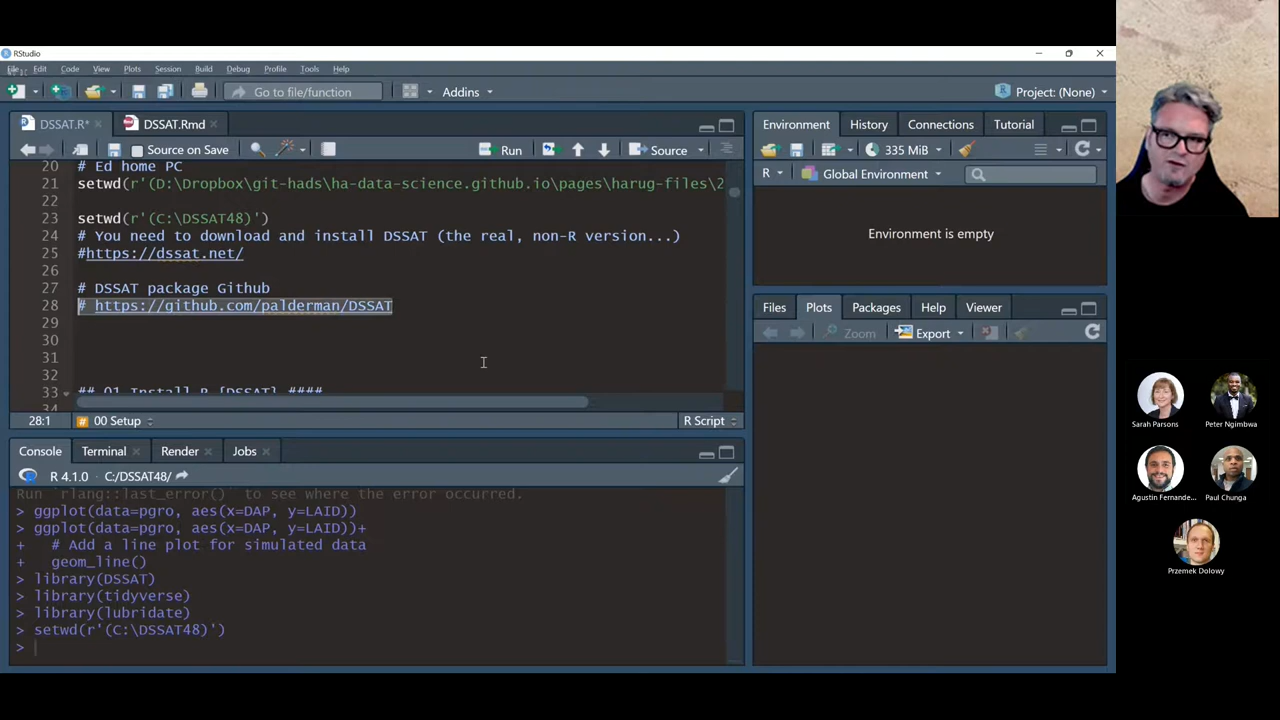 RStudio
File Edit Code View Plots Session Build Debug Profile Tools Help
Go to file/function Addins Project: (None)
DSSAT.R* DSSAT.Rmd
Source on Save Run Source
20 # Ed home PC
21 setwd(r'(D:\Dropbox\git-hads\ha-data-science.github.io\pages\harug-files\2
22
23 setwd(r'(C:\DSSAT48)')
24 # You need to download and install DSSAT (the real, non-R version...)
25 #https://dssat.net/
26
27 # DSSAT package Github
28 # https://github.com/palderman/DSSAT
29
30
31
32
33 ## 01 Install R {DSSAT} ####
34
28:1 00 Setup R Script
Console Terminal Render Jobs
R 4.1.0 · C:/DSSAT48/
Run `rlang::last_error()` to see where the error occurred.
> ggplot(data=pgro, aes(x=DAP, y=LAID))
> ggplot(data=pgro, aes(x=DAP, y=LAID))+
+ # Add a line plot for simulated data
+ geom_line()
> library(DSSAT)
> library(tidyverse)
> library(lubridate)
> setwd(r'(C:\DSSAT48)')
>
Environment History Connections Tutorial
335 MiB
R Global Environment
Environment is empty
Files Plots Packages Help Viewer
Zoom Export
Sarah Parsons
Peter Ngimbwa
Agustin Fernande...
Paul Chunga
Przemek Dolowy